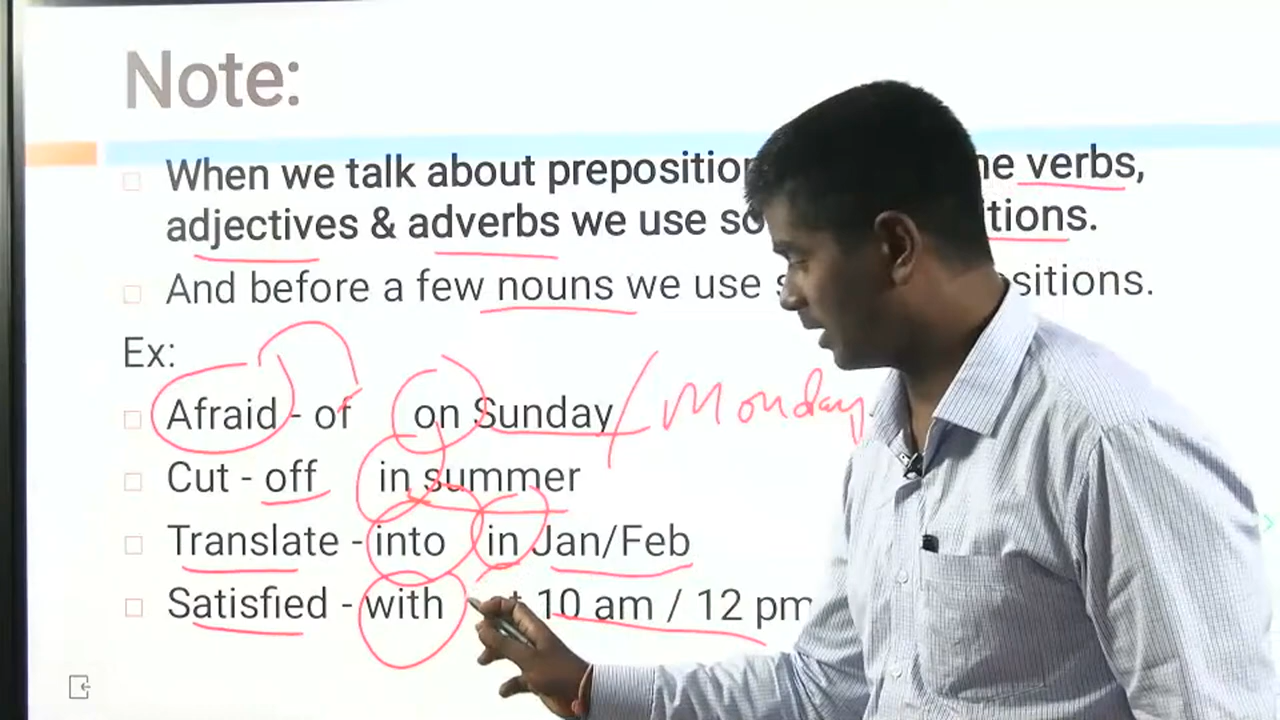 Note:
When we talk about prepositio ne verbs,
adjectives & adverbs we use so tions.
And before a few nouns we use s sitions.
Ex:
Afraid - of on Sunday / Monday
Cut - off in summer
Translate - into in Jan/Feb
Satisfied - with t 10 am / 12 pm